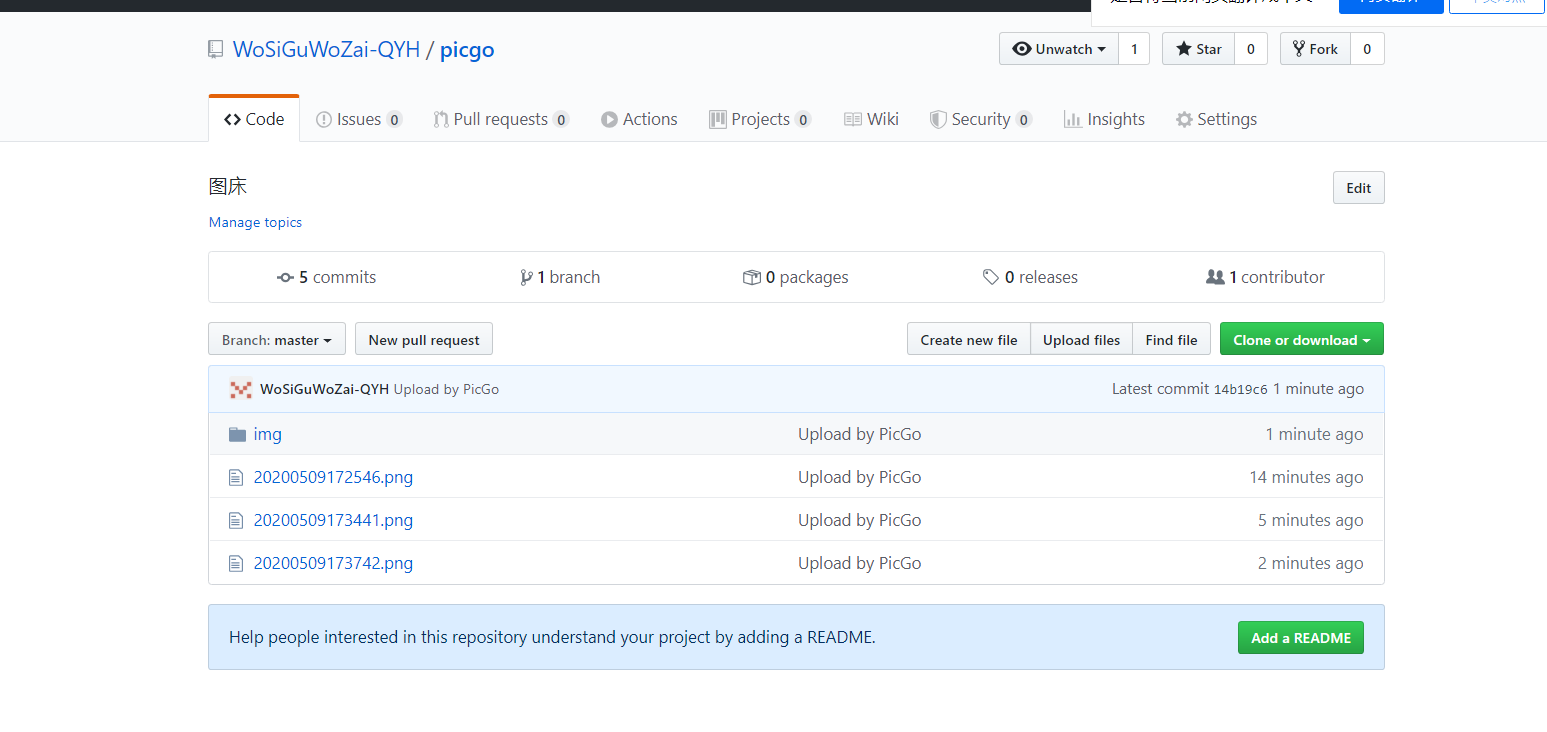 WoSiGuWoZai-QYH / picgo
Unwatch 1 Star 0 Fork 0
Code Issues 0 Pull requests 0 Actions Projects 0 Wiki Security 0 Insights Settings
图床
Edit
Manage topics
5 commits 1 branch 0 packages 0 releases 1 contributor
Branch: master New pull request Create new file Upload files Find file Clone or download
WoSiGuWoZai-QYH Upload by PicGo Latest commit 14b19c6 1 minute ago
img Upload by PicGo 1 minute ago
20200509172546.png Upload by PicGo 14 minutes ago
20200509173441.png Upload by PicGo 5 minutes ago
20200509173742.png Upload by PicGo 2 minutes ago
Help people interested in this repository understand your project by adding a README. Add a README